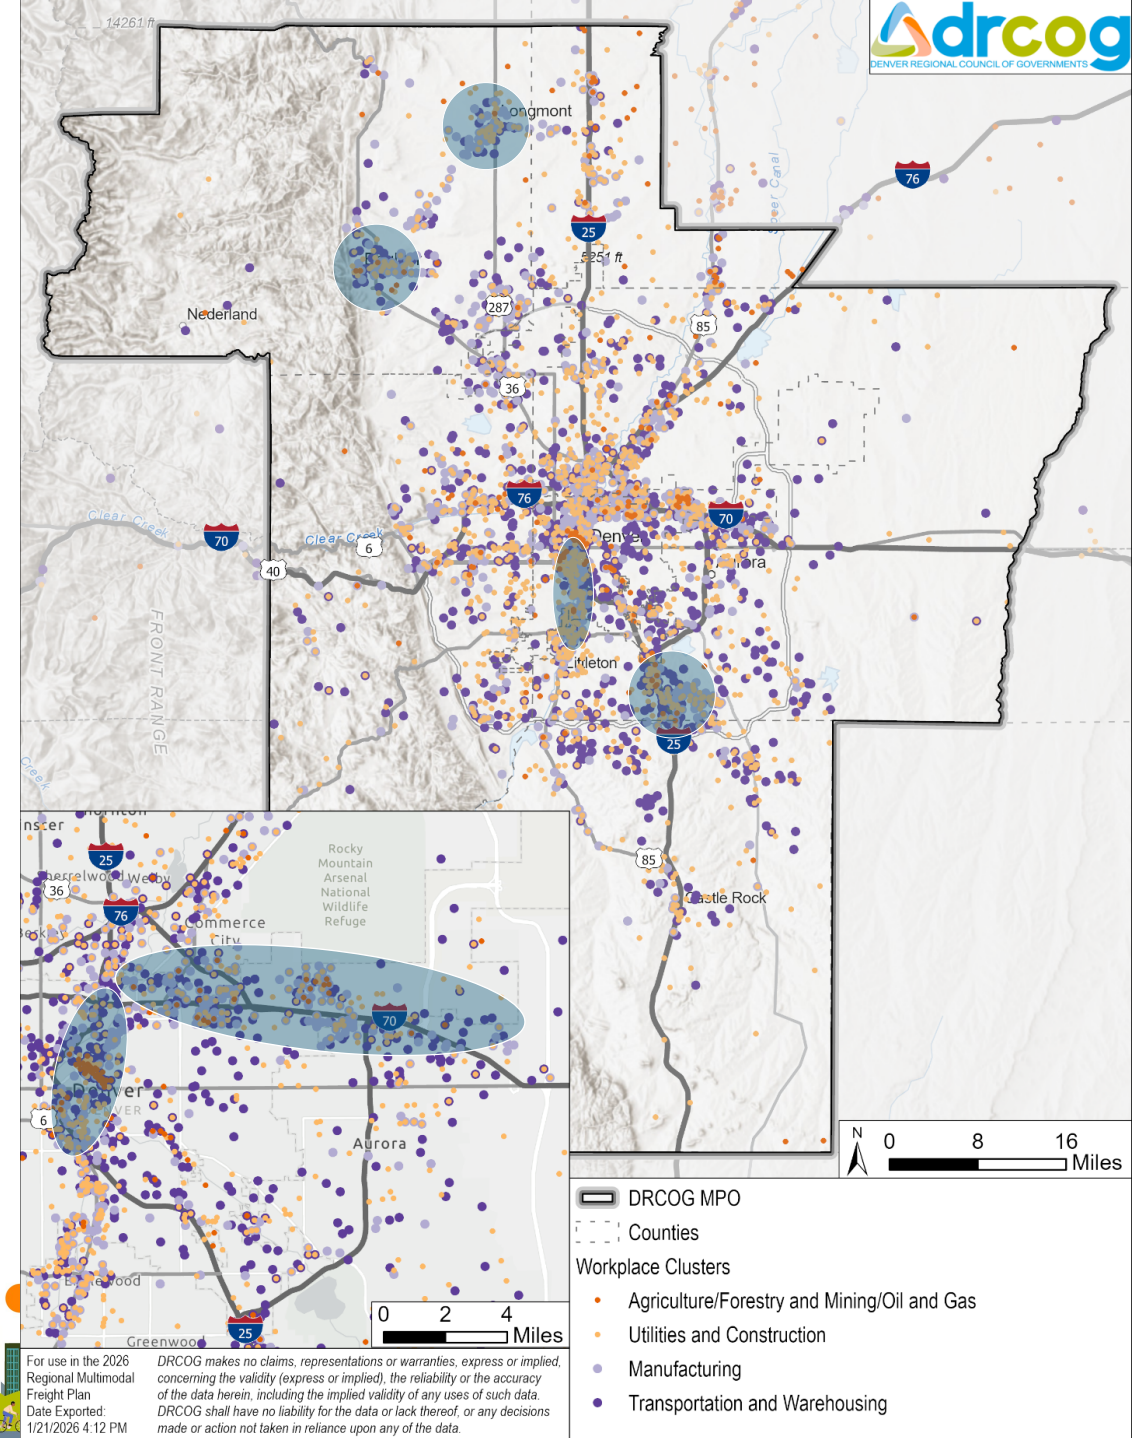 14261 ft
drcog
DENVER REGIONAL COUNCIL OF GOVERNMENTS
ongmont
76
25
5251 ft
Nederland
287
85
36
76
Clear Creek
70
Clear Creek
6
70
Denve
40
FRONT RANGE
Littleton
25
Creek
85
Castle Rock
nster
25
Rocky
Mountain
Arsenal
National
Wildlife
Refuge
36
Welby
76
Commerce
City
70
Denver
6
Aurora
25
Greenwood
0 2 4
Miles
N
0 8 16
Miles
DRCOG MPO
Counties
Workplace Clusters
Agriculture/Forestry and Mining/Oil and Gas
Utilities and Construction
Manufacturing
Transportation and Warehousing
For use in the 2026
Regional Multimodal
Freight Plan
Date Exported:
1/21/2026 4:12 PM
DRCOG makes no claims, representations or warranties, express or implied,
concerning the validity (express or implied), the reliability or the accuracy
of the data herein, including the implied validity of any uses of such data.
DRCOG shall have no liability for the data or lack thereof, or any decisions
made or action not taken in reliance upon any of the data.